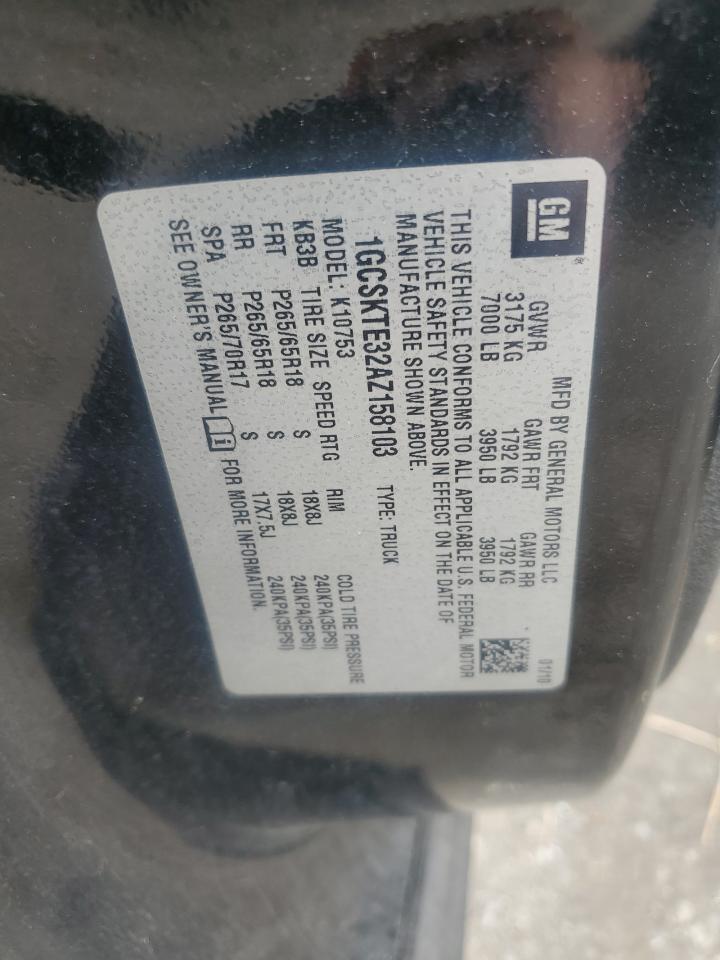 GM
®
MFD BY GENERAL MOTORS LLC 01/10
GVWR GAWR FRT GAWR RR
3175 KG 1792 KG 1792 KG
7000 LB 3950 LB 3950 LB
THIS VEHICLE CONFORMS TO ALL APPLICABLE U.S. FEDERAL MOTOR
VEHICLE SAFETY STANDARDS IN EFFECT ON THE DATE OF
MANUFACTURE SHOWN ABOVE.
1GCSKTE32AZ158103 TYPE: TRUCK
MODEL: K10753
KB3B TIRE SIZE SPEED RTG RIM COLD TIRE PRESSURE
FRT P265/65R18 S 18X8J 240KPA(35PSI)
RR P265/65R18 S 18X8J 240KPA(35PSI)
SPA P265/70R17 S 17X7.5J 240KPA(35PSI)
SEE OWNER'S MANUAL FOR MORE INFORMATION.